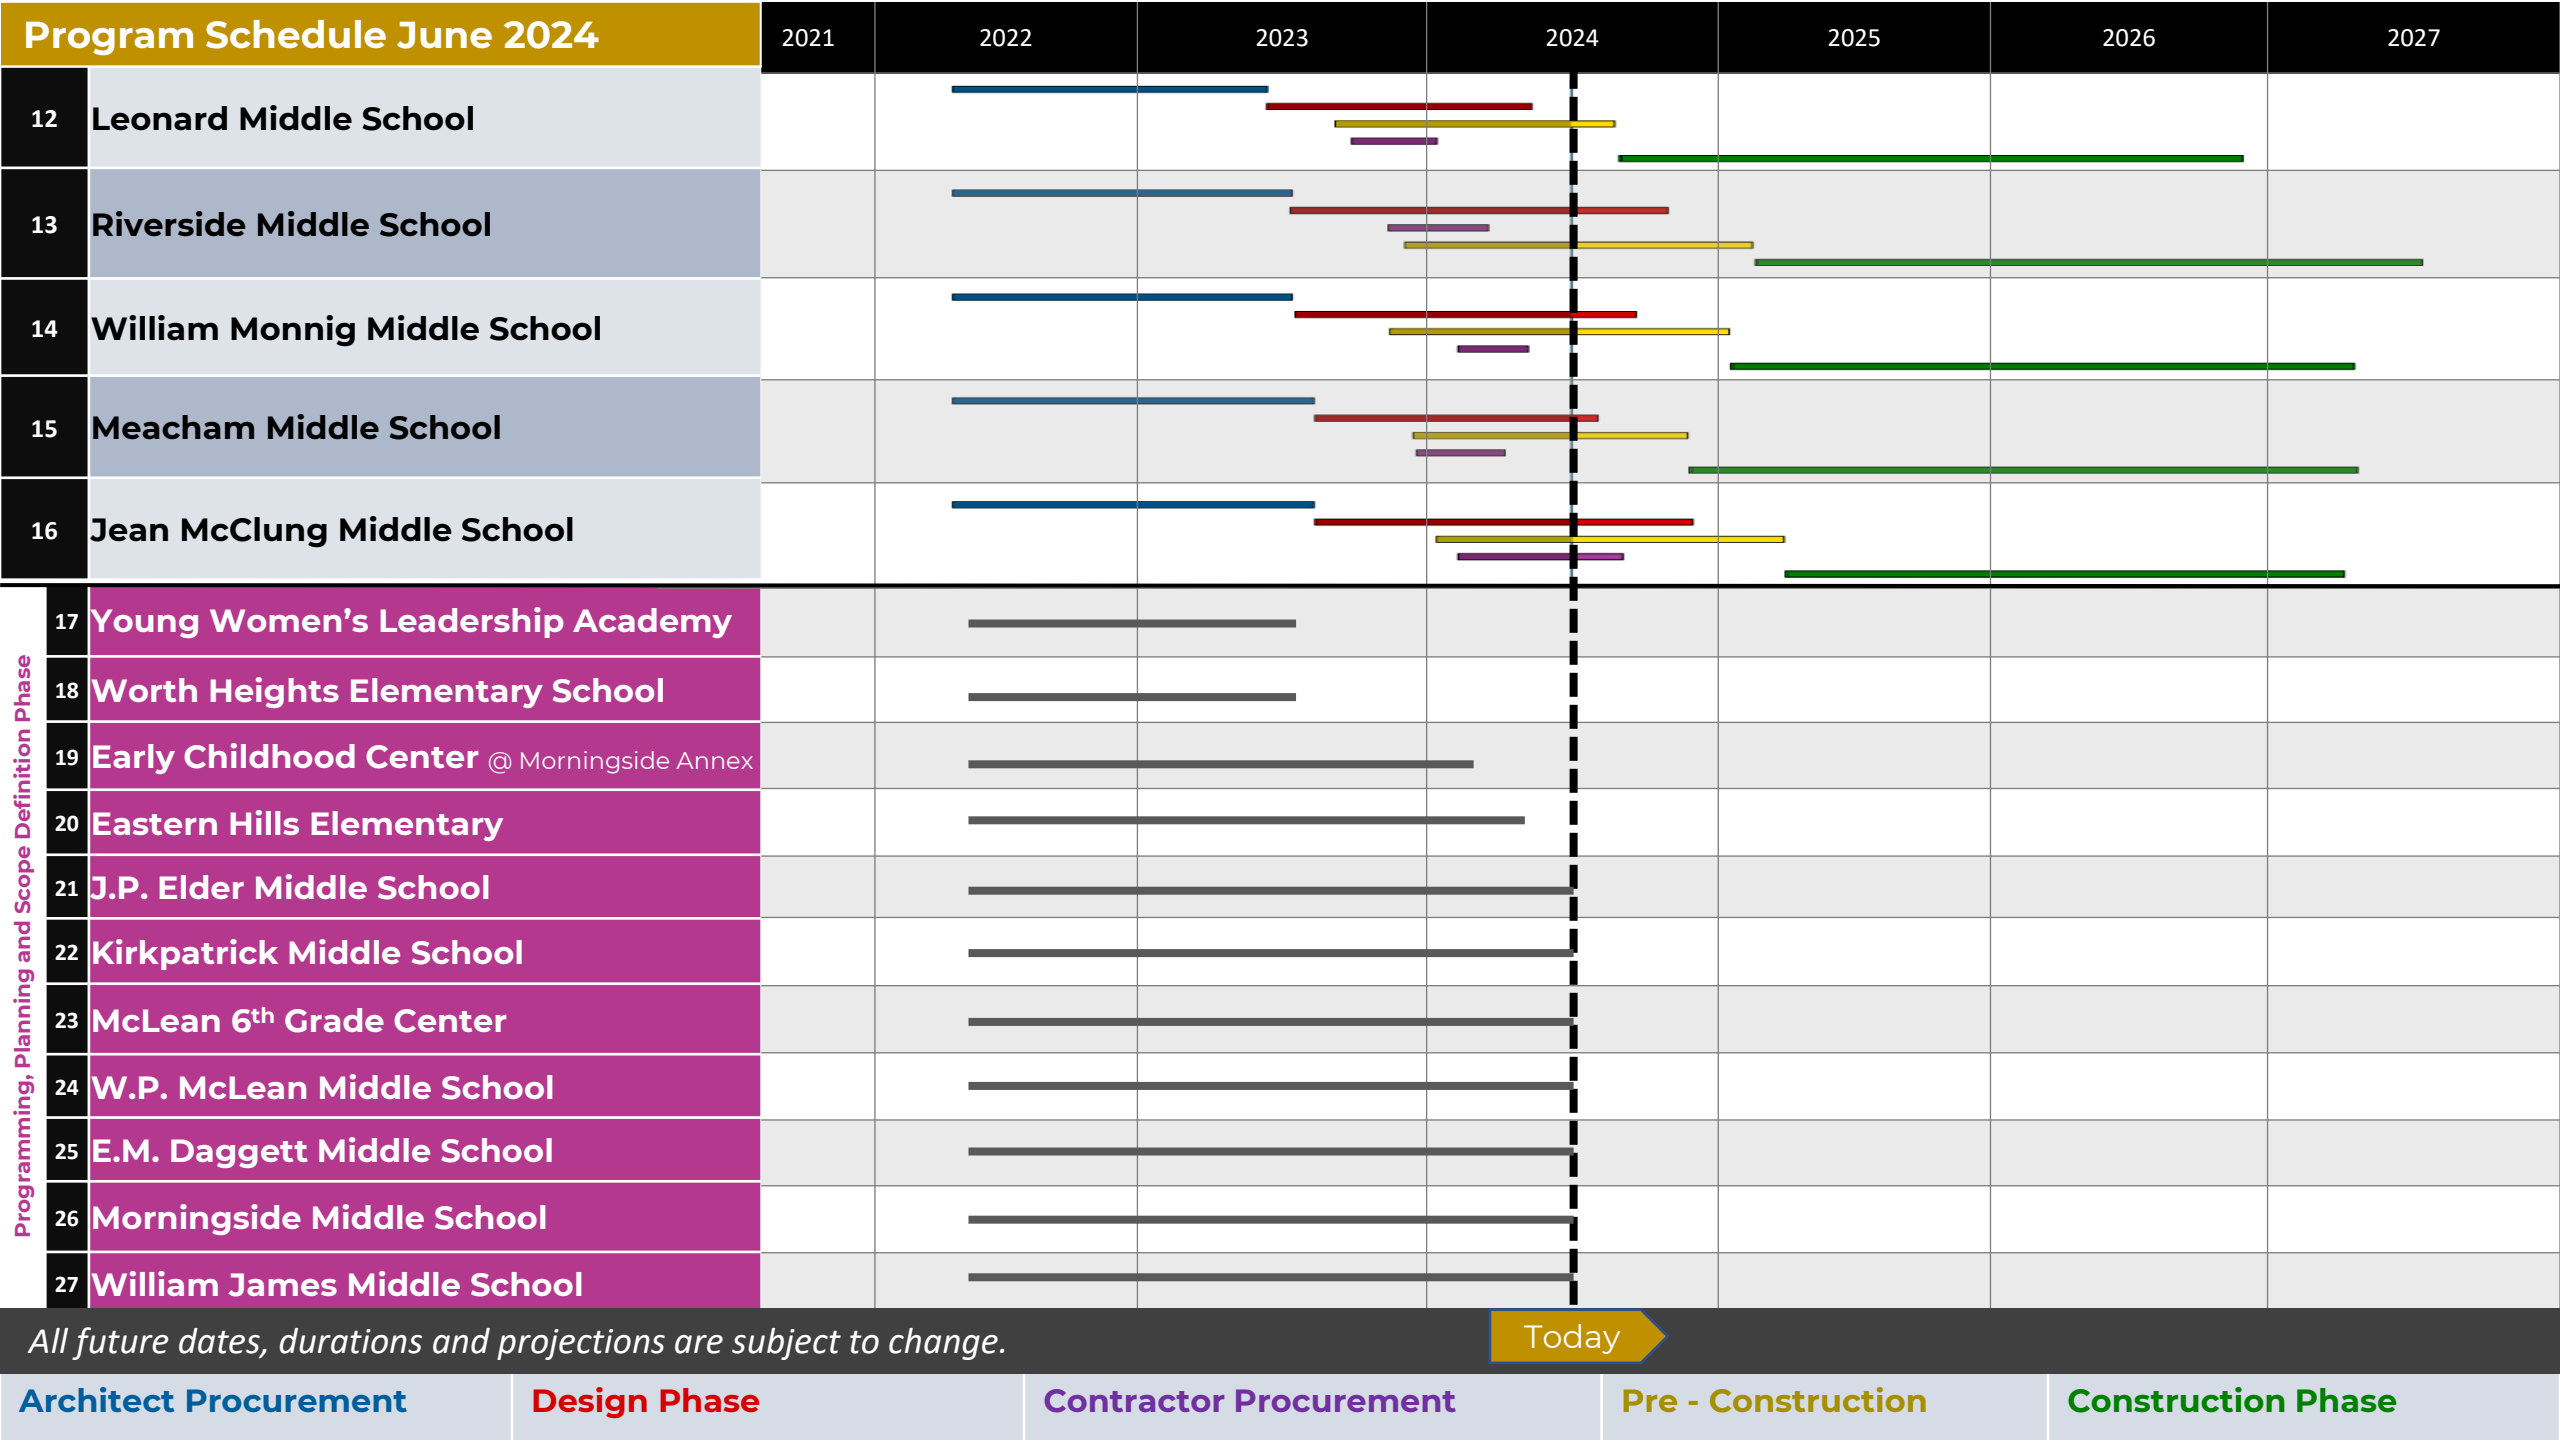 Program Schedule June 2024
2021 2022 2023 2024 2025 2026 2027
12 Leonard Middle School
13 Riverside Middle School
14 William Monnig Middle School
15 Meacham Middle School
16 Jean McClung Middle School
Programming, Planning and Scope Definition Phase
17 Young Women’s Leadership Academy
18 Worth Heights Elementary School
19 Early Childhood Center @ Morningside Annex
20 Eastern Hills Elementary
21 J.P. Elder Middle School
22 Kirkpatrick Middle School
23 McLean 6th Grade Center
24 W.P. McLean Middle School
25 E.M. Daggett Middle School
26 Morningside Middle School
27 William James Middle School
All future dates, durations and projections are subject to change.
Today
Architect Procurement
Design Phase
Contractor Procurement
Pre - Construction
Construction Phase